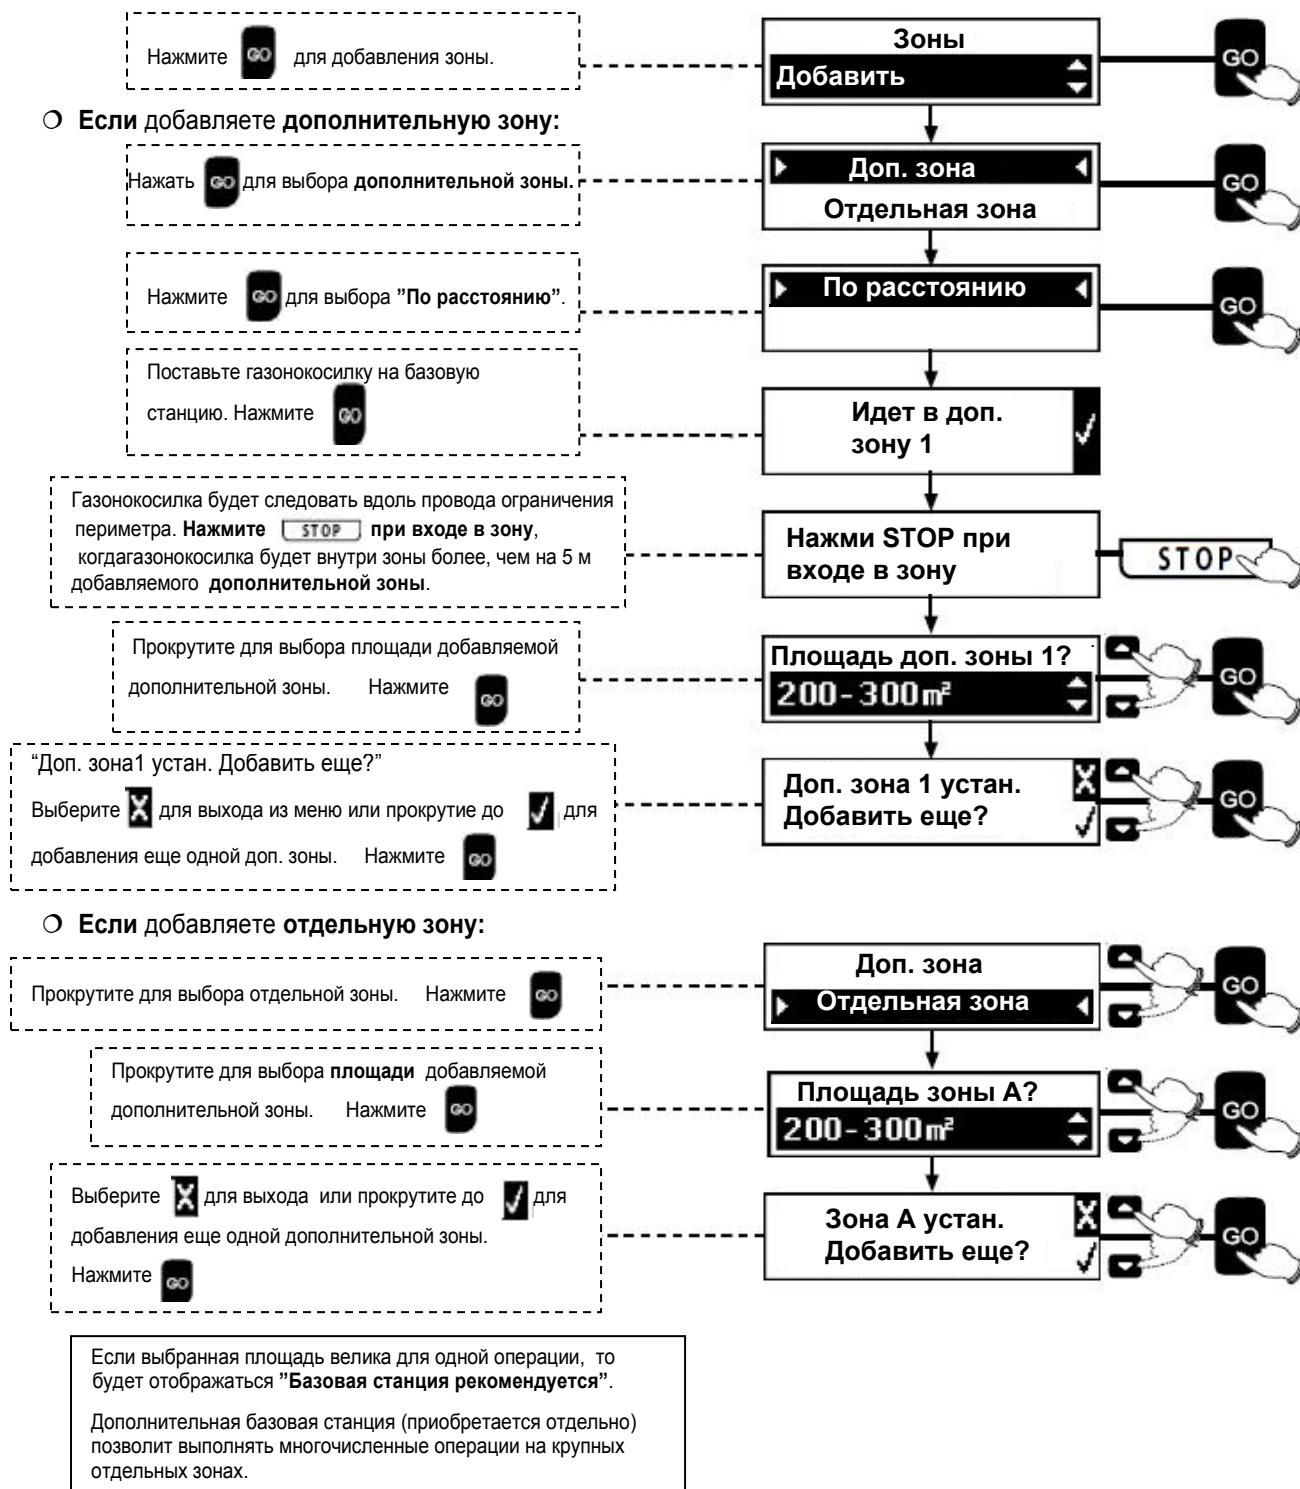 Нажмите GO для добавления зоны.
Зоны
Добавить
GO
Если добавляете дополнительную зону:
Нажать GO для выбора дополнительной зоны.
Доп. зона
Отдельная зона
GO
Нажмите GO для выбора ”По расстоянию”.
По расстоянию
GO
Поставьте газонокосилку на базовую
станцию. Нажмите GO
Идет в доп.
зону 1
Газонокосилка будет следовать вдоль провода ограничения
периметра. Нажмите STOP при входе в зону,
когдагазонокосилка будет внутри зоны более, чем на 5 м
добавляемого дополнительной зоны.
Нажми STOP при
входе в зону
STOP
Прокрутите для выбора площади добавляемой
дополнительной зоны. Нажмите GO
Площадь доп. зоны 1?
200-300m²
GO
“Доп. зона1 устан. Добавить еще?”
Выберите X для выхода из меню или прокрутие до √ для
добавления еще одной доп. зоны. Нажмите GO
Доп. зона 1 устан.
Добавить еще?
GO
Если добавляете отдельную зону:
Прокрутите для выбора отдельной зоны. Нажмите GO
Доп. зона
Отдельная зона
GO
Прокрутите для выбора площади добавляемой
дополнительной зоны. Нажмите GO
Площадь зоны А?
200-300m²
GO
Выберите X для выхода или прокрутите до √ для
добавления еще одной дополнительной зоны.
Нажмите GO
Зона А устан.
Добавить еще?
GO
Если выбранная площадь велика для одной операции, то
будет отображаться ”Базовая станция рекомендуется”.
Дополнительная базовая станция (приобретается отдельно)
позволит выполнять многочисленные операции на крупных
отдельных зонах.